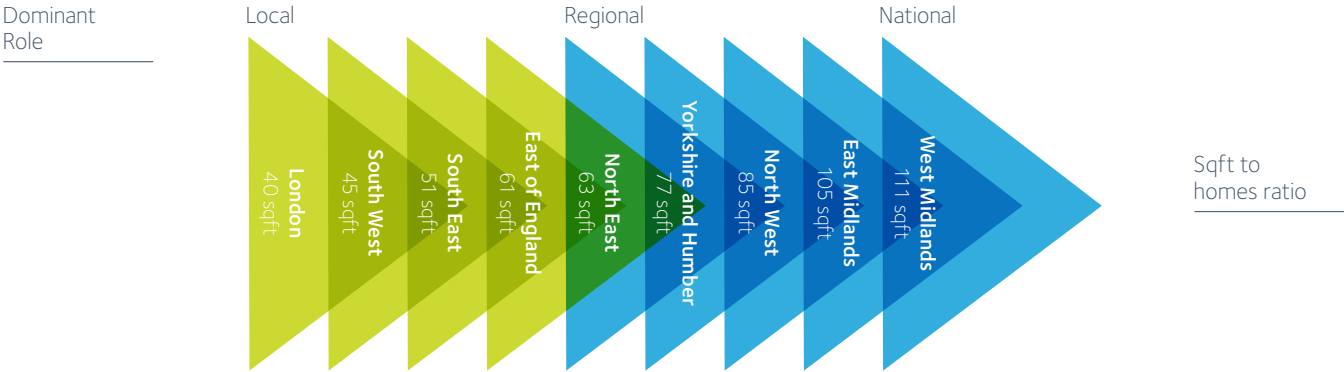 Dominant
Role
Local
Regional
National
London
40 sqft
South West
45 sqft
South East
51 sqft
East of England
61 sqft
North East
63 sqft
Yorkshire and Humber
77 sqft
North West
85 sqft
East Midlands
105 sqft
West Midlands
111 sqft
Sqft to
homes ratio